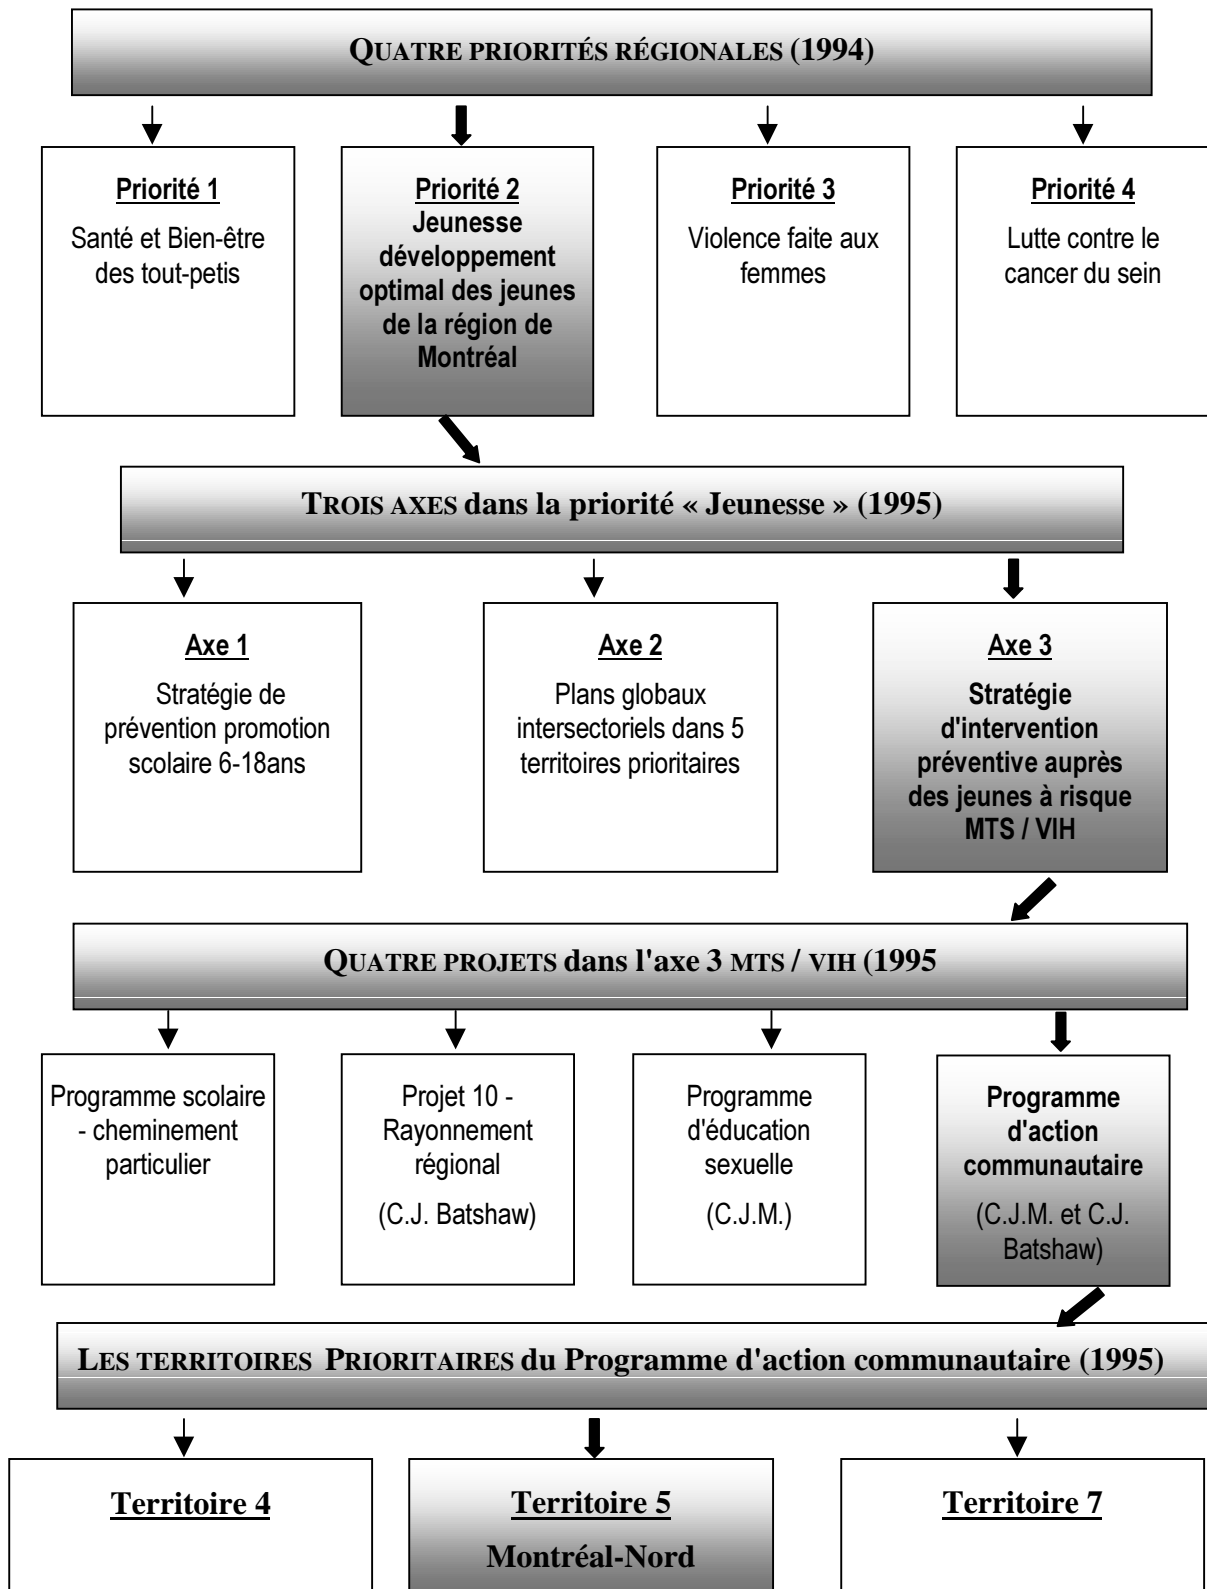 QUATRE PRIORITÉS RÉGIONALES (1994)
Priorité 1
Santé et Bien-être
des tout-petis
Priorité 2
Jeunesse
développement
optimal des jeunes
de la région de
Montréal
Priorité 3
Violence faite aux
femmes
Priorité 4
Lutte contre le
cancer du sein
TROIS AXES dans la priorité « Jeunesse » (1995)
Axe 1
Stratégie de
prévention promotion
scolaire 6-18ans
Axe 2
Plans globaux
intersectoriels dans 5
territoires prioritaires
Axe 3
Stratégie
d'intervention
préventive auprès
des jeunes à risque
MTS / VIH
QUATRE PROJETS dans l'axe 3 MTS / VIH (1995
Programme scolaire
- cheminement
particulier
Projet 10 -
Rayonnement
régional
(C.J. Batshaw)
Programme
d'éducation
sexuelle
(C.J.M.)
Programme
d'action
communautaire
(C.J.M. et C.J.
Batshaw)
LES TERRITOIRES PRIORITAIRES du Programme d'action communautaire (1995)
Territoire 4
Territoire 5
Montréal-Nord
Territoire 7